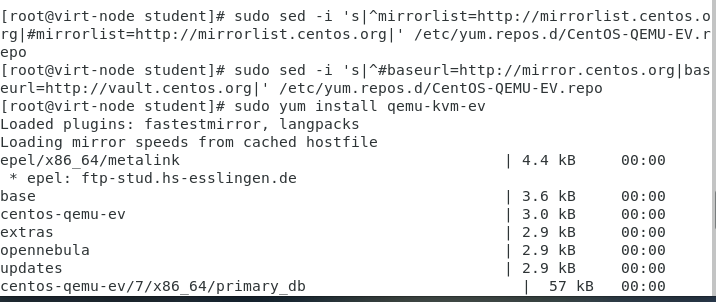 [root@virt-node student]# sudo sed -i 's|^mirrorlist=http://mirrorlist.centos.o
rg|#mirrorlist=http://mirrorlist.centos.org|' /etc/yum.repos.d/CentOS-QEMU-EV.r
epo
[root@virt-node student]# sudo sed -i 's|^#baseurl=http://mirror.centos.org|bas
eurl=http://vault.centos.org|' /etc/yum.repos.d/CentOS-QEMU-EV.repo
[root@virt-node student]# sudo yum install qemu-kvm-ev
Loaded plugins: fastestmirror, langpacks
Loading mirror speeds from cached hostfile
epel/x86_64/metalink | 4.4 kB 00:00
 * epel: ftp-stud.hs-esslingen.de
base | 3.6 kB 00:00
centos-qemu-ev | 3.0 kB 00:00
extras | 2.9 kB 00:00
opennebula | 2.9 kB 00:00
updates | 2.9 kB 00:00
centos-qemu-ev/7/x86_64/primary_db | 57 kB 00:00